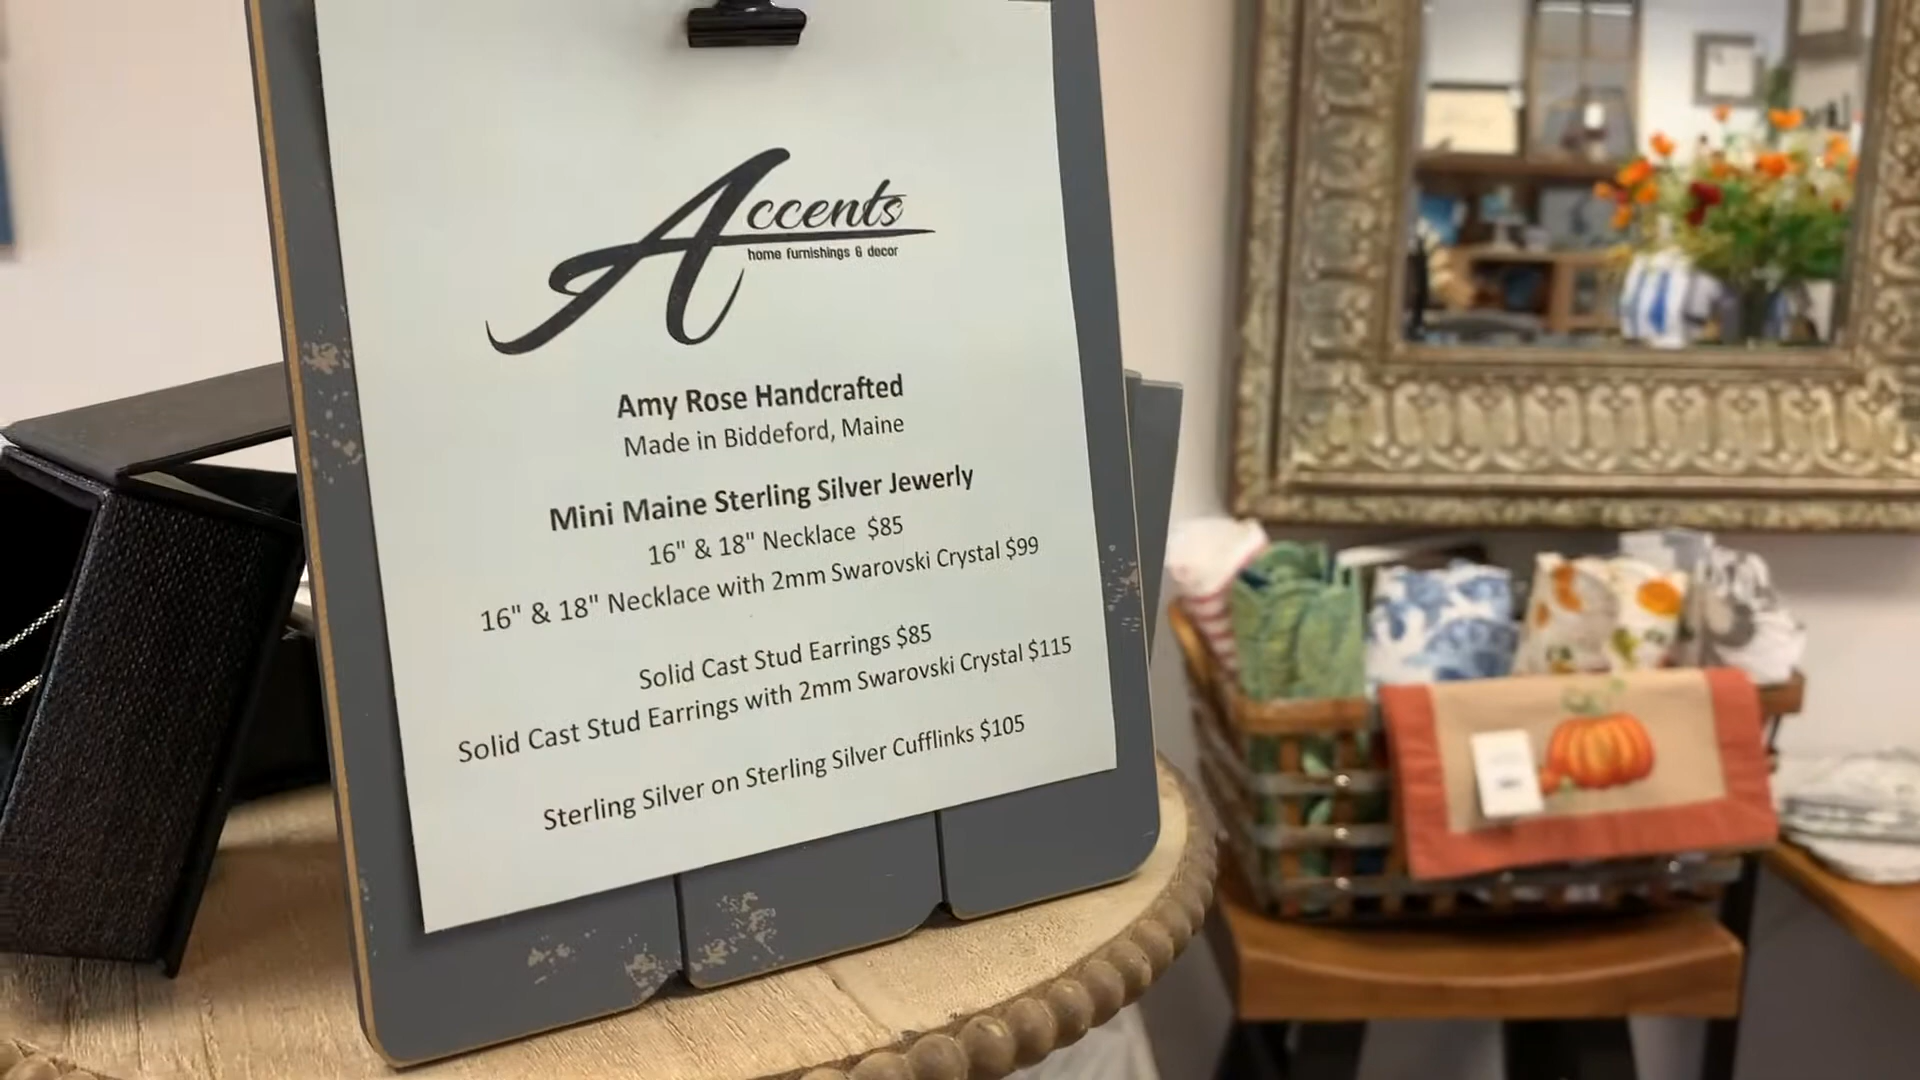 Accents
home furnishings & decor
Amy Rose Handcrafted
Made in Biddeford, Maine
Mini Maine Sterling Silver Jewerly
16" & 18" Necklace $85
16" & 18" Necklace with 2mm Swarovski Crystal $99
Solid Cast Stud Earrings $85
Solid Cast Stud Earrings with 2mm Swarovski Crystal $115
Sterling Silver on Sterling Silver Cufflinks $105